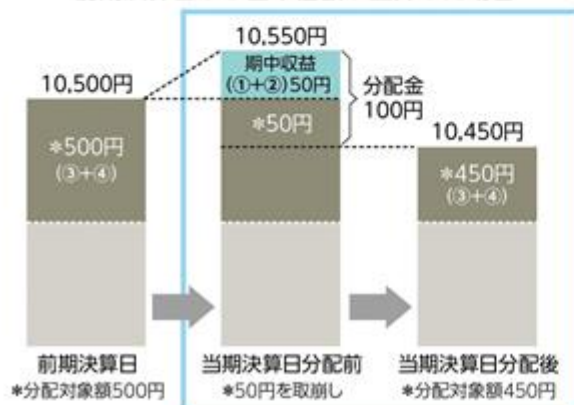 10,550円
期中収益
(①+②)50円
分配金
100円
10,500円
*500円
(③+④)
*50円
10,450円
*450円
(③+④)
前期決算日
*分配対象額500円
当期決算日分配前
*50円を取崩し
当期決算日分配後
*分配対象額450円